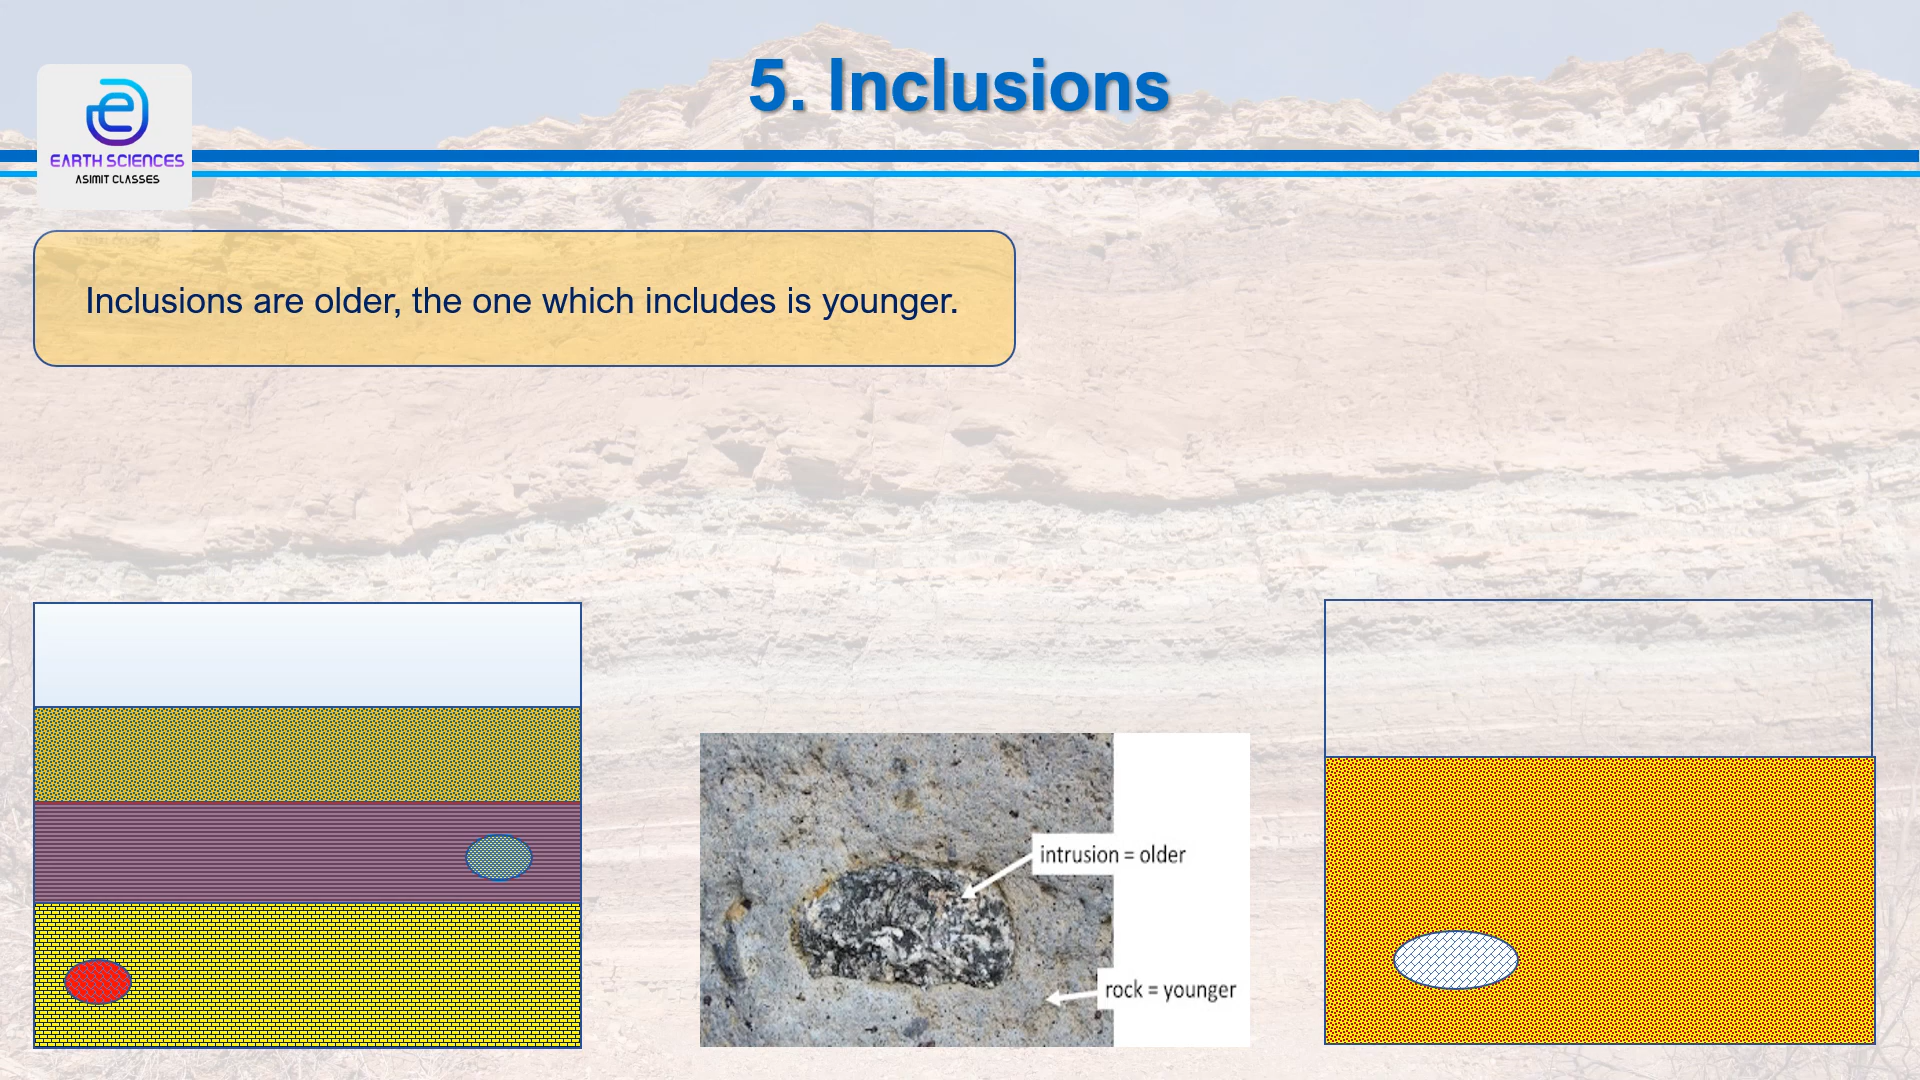 5. Inclusions
EARTH SCIENCES
ASIMIT CLASSES
Inclusions are older, the one which includes is younger.
intrusion = older
rock = younger